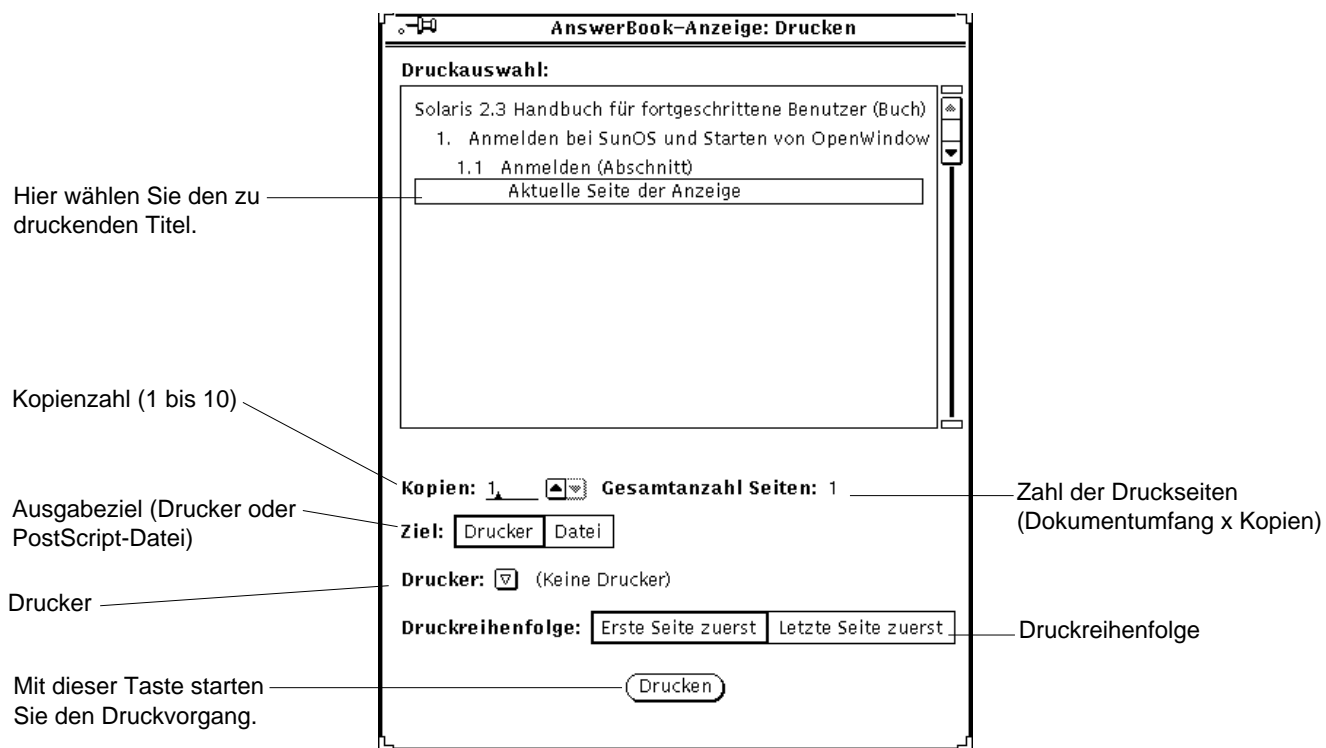 AnswerBook–Anzeige: Drucken
Druckauswahl:
Solaris 2.3 Handbuch für fortgeschrittene Benutzer (Buch)
1. Anmelden bei SunOS und Starten von OpenWindow
1.1 Anmelden (Abschnitt)
Aktuelle Seite der Anzeige
Hier wählen Sie den zu
druckenden Titel.
Kopienzahl (1 bis 10)
Kopien: 1 Gesamtanzahl Seiten: 1
Zahl der Druckseiten
(Dokumentumfang x Kopien)
Ausgabeziel (Drucker oder
PostScript-Datei)
Ziel: Drucker Datei
Drucker: (Keine Drucker)
Drucker
Druckreihenfolge: Erste Seite zuerst Letzte Seite zuerst
Druckreihenfolge
Mit dieser Taste starten
Sie den Druckvorgang.
Drucken